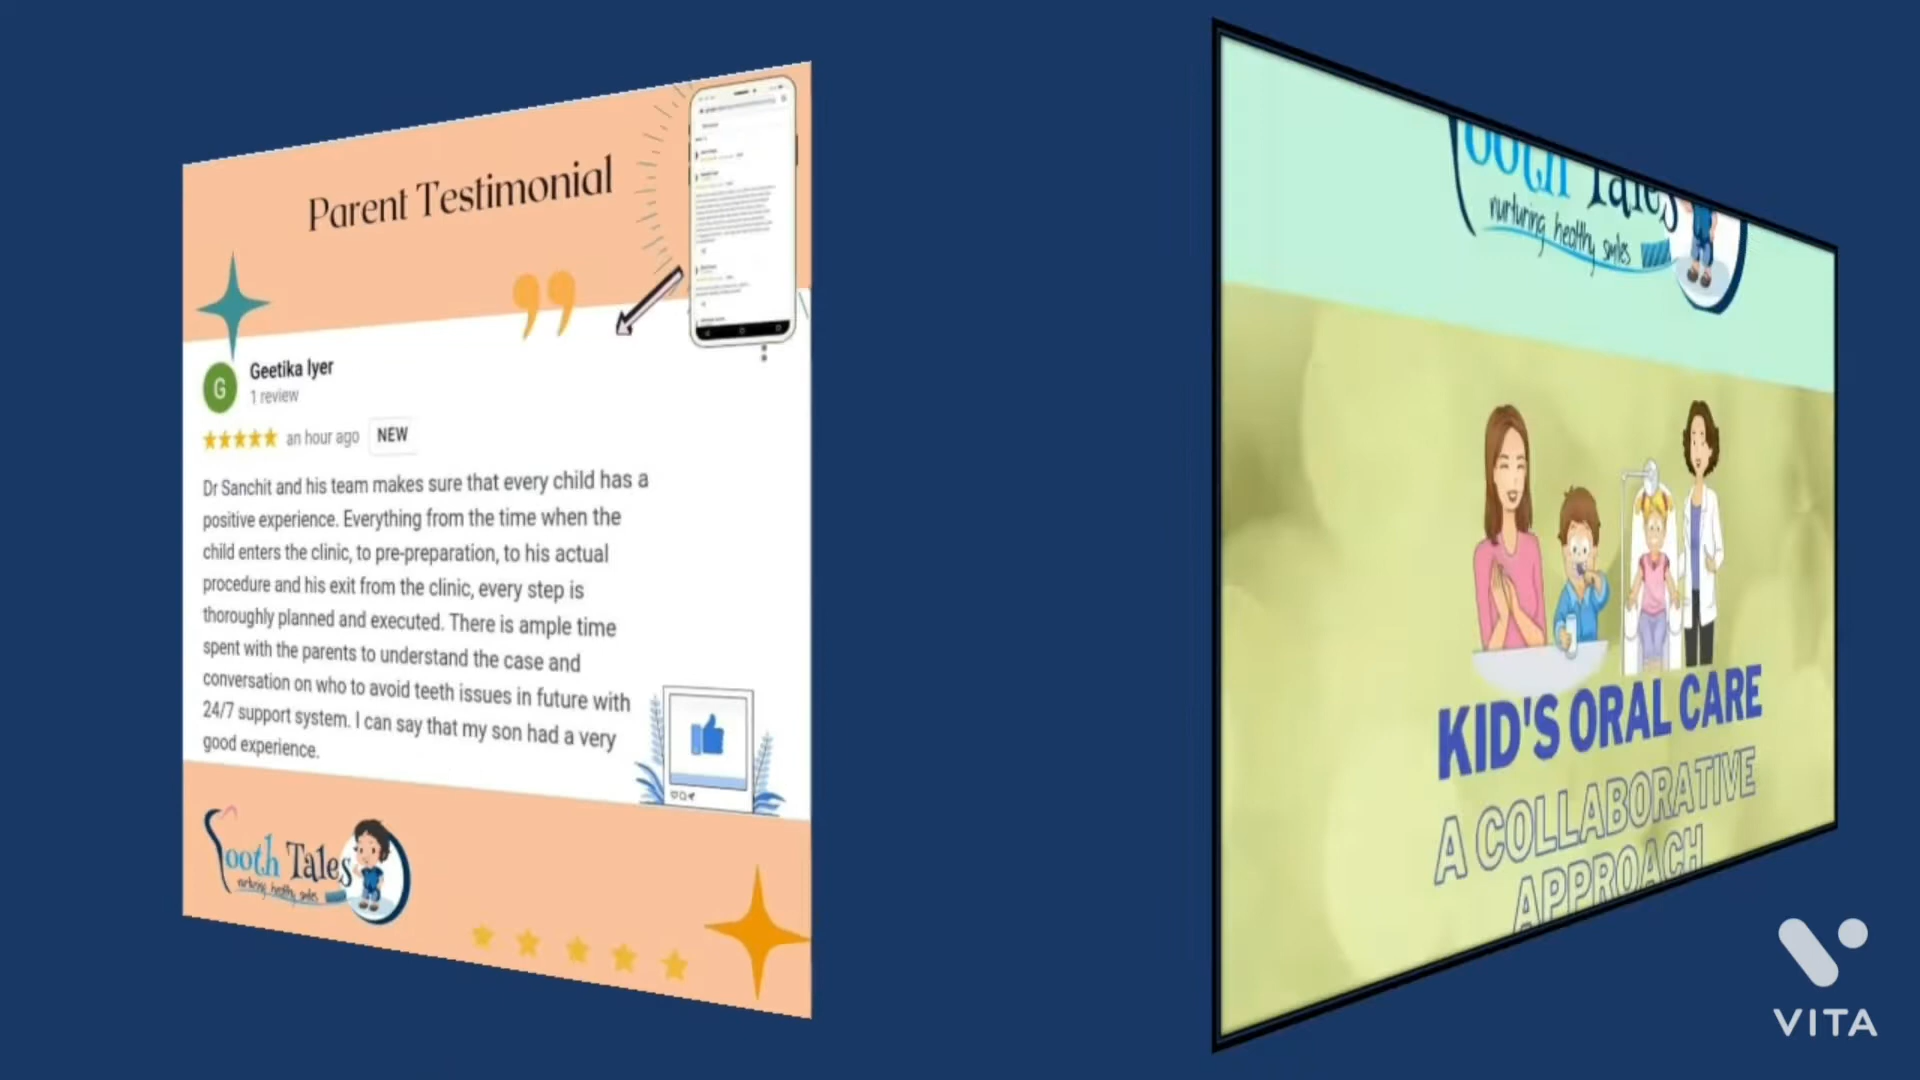 Parent Testimonial
Geetika Iyer
1 review
an hour ago NEW
Dr Sanchit and his team makes sure that every child has a
positive experience. Everything from the time when the
child enters the clinic, to pre-preparation, to his actual
procedure and his exit from the clinic, every step is
thoroughly planned and executed. There is ample time
spent with the parents to understand the case and
conversation on who to avoid teeth issues in future with
24/7 support system. I can say that my son had a very
good experience.
G
Tooth Tales
nurturing healthy smiles
Tooth Tales
nurturing healthy smiles
KID'S ORAL CARE
A COLLABORATIVE
APPROACH
VITA